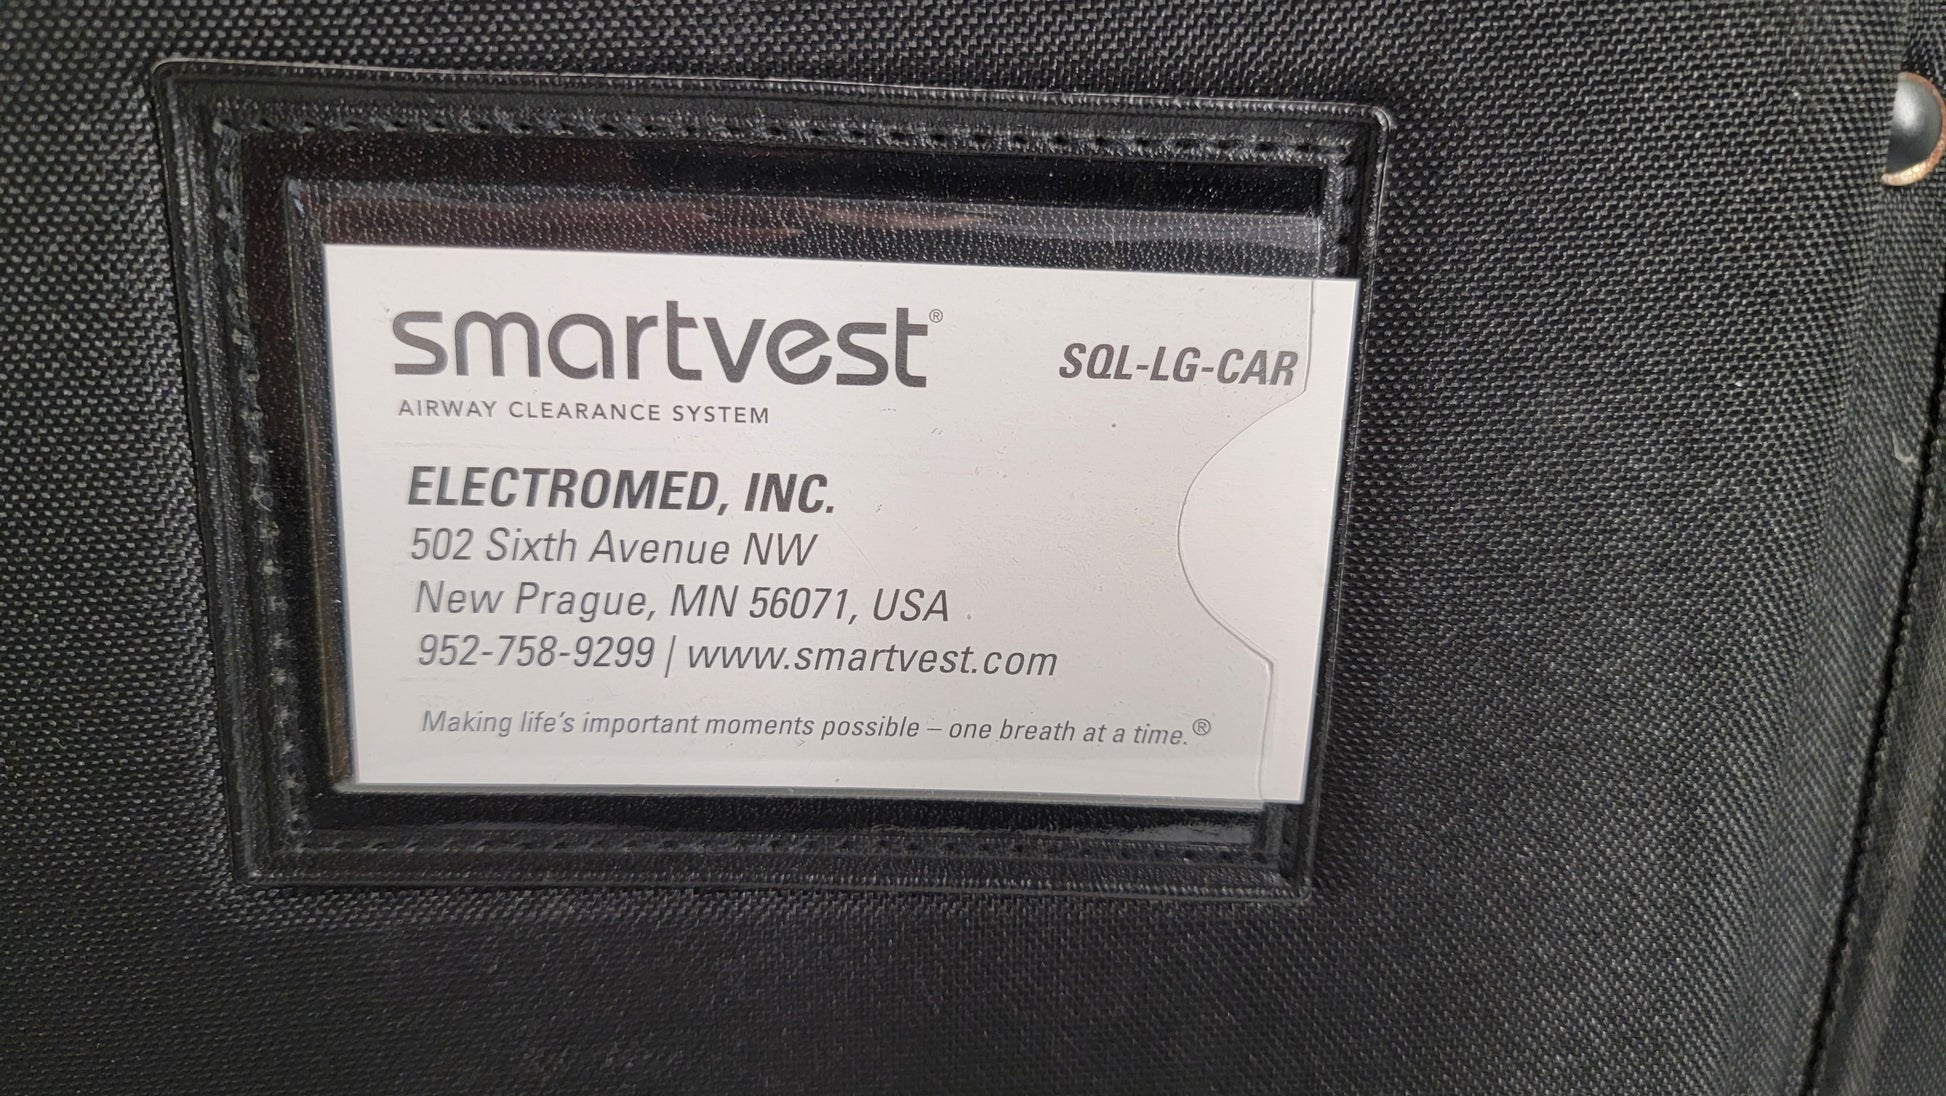 smartvest®
SQL-LG-CAR
AIRWAY CLEARANCE SYSTEM
ELECTROMED, INC.
502 Sixth Avenue NW
New Prague, MN 56071, USA
952-758-9299 | www.smartvest.com
Making life's important moments possible – one breath at a time.®